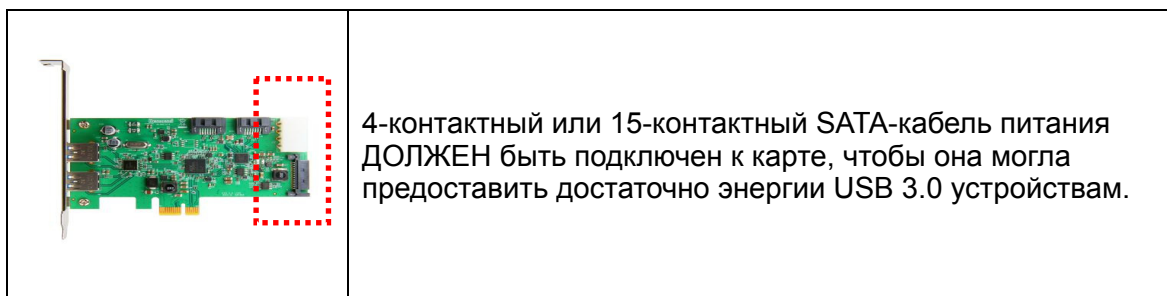 4-контактный или 15-контактный SATA-кабель питания
ДОЛЖЕН быть подключен к карте, чтобы она могла
предоставить достаточно энергии USB 3.0 устройствам.